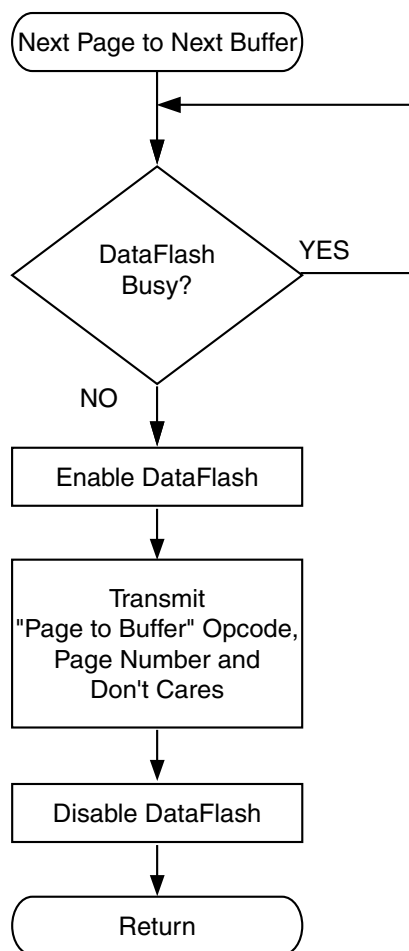 Next Page to Next Buffer
DataFlash
Busy?
YES
NO
Enable DataFlash
Transmit
"Page to Buffer" Opcode,
Page Number and
Don't Cares
Disable DataFlash
Return